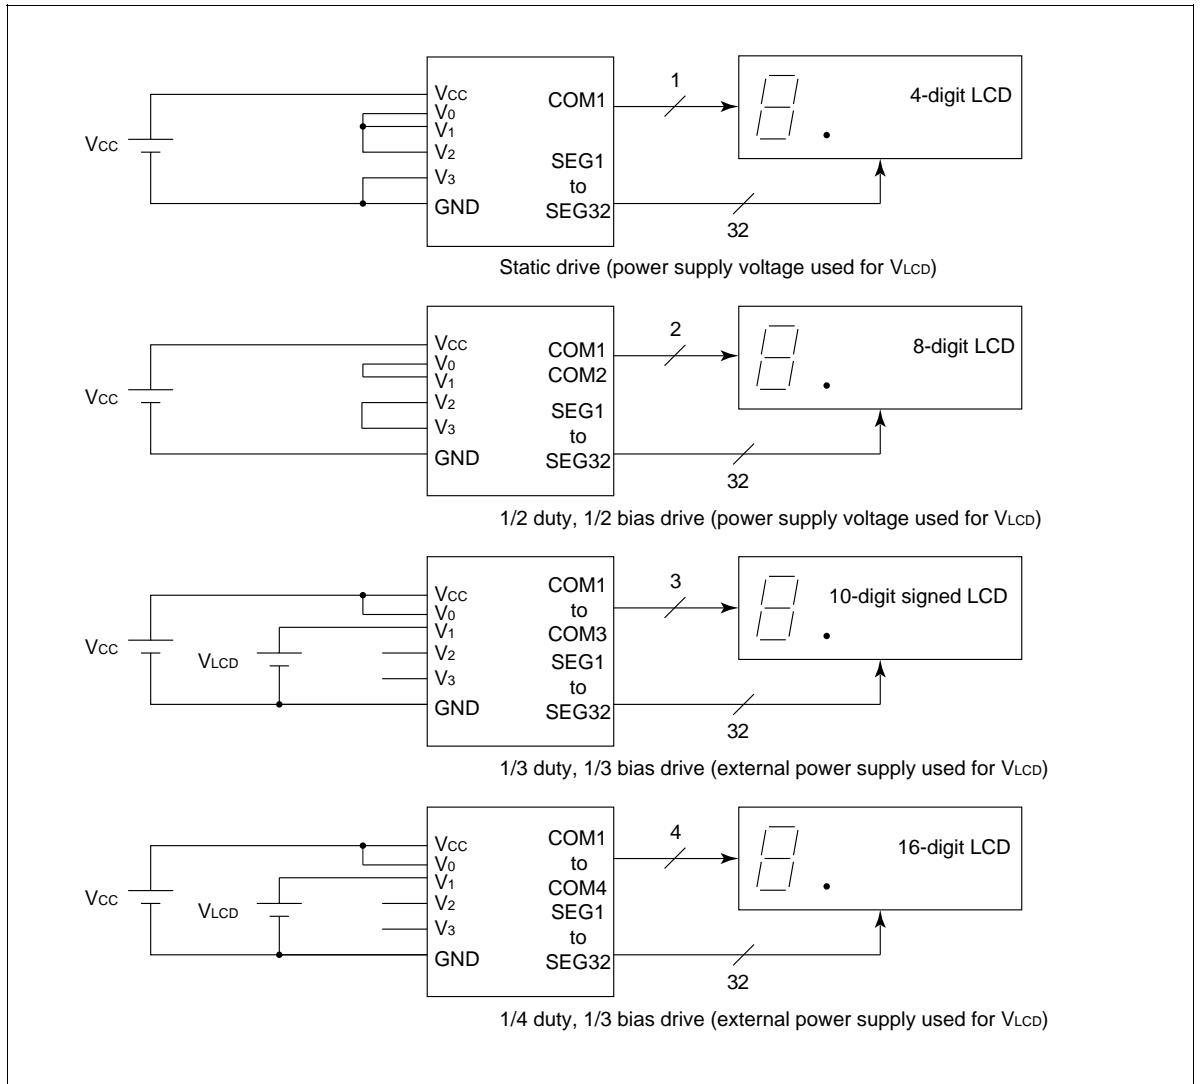 VCC
VCC
V0
V1
V2
V3
GND
COM1
SEG1
to
SEG32
1
32
4-digit LCD
Static drive (power supply voltage used for VLCD)
VCC
VCC
V0
V1
V2
V3
GND
COM1
COM2
SEG1
to
SEG32
2
32
8-digit LCD
1/2 duty, 1/2 bias drive (power supply voltage used for VLCD)
VCC
VLCD
VCC
V0
V1
V2
V3
GND
COM1
to
COM3
SEG1
to
SEG32
3
32
10-digit signed LCD
1/3 duty, 1/3 bias drive (external power supply used for VLCD)
VCC
VLCD
VCC
V0
V1
V2
V3
GND
COM1
to
COM4
SEG1
to
SEG32
4
32
16-digit LCD
1/4 duty, 1/3 bias drive (external power supply used for VLCD)